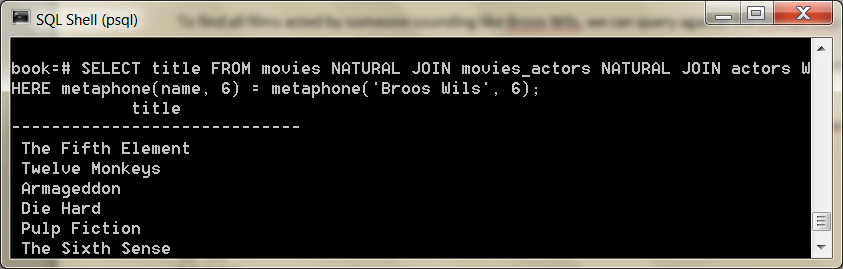 SQL Shell (psql)
To find all films acted by someone sounding like Broos Wils, we can query aga
book=# SELECT title FROM movies NATURAL JOIN movies_actors NATURAL JOIN actors W
HERE metaphone(name, 6) = metaphone('Broos Wils', 6);
title
-----------------------------
The Fifth Element
Twelve Monkeys
Armageddon
Die Hard
Pulp Fiction
The Sixth Sense